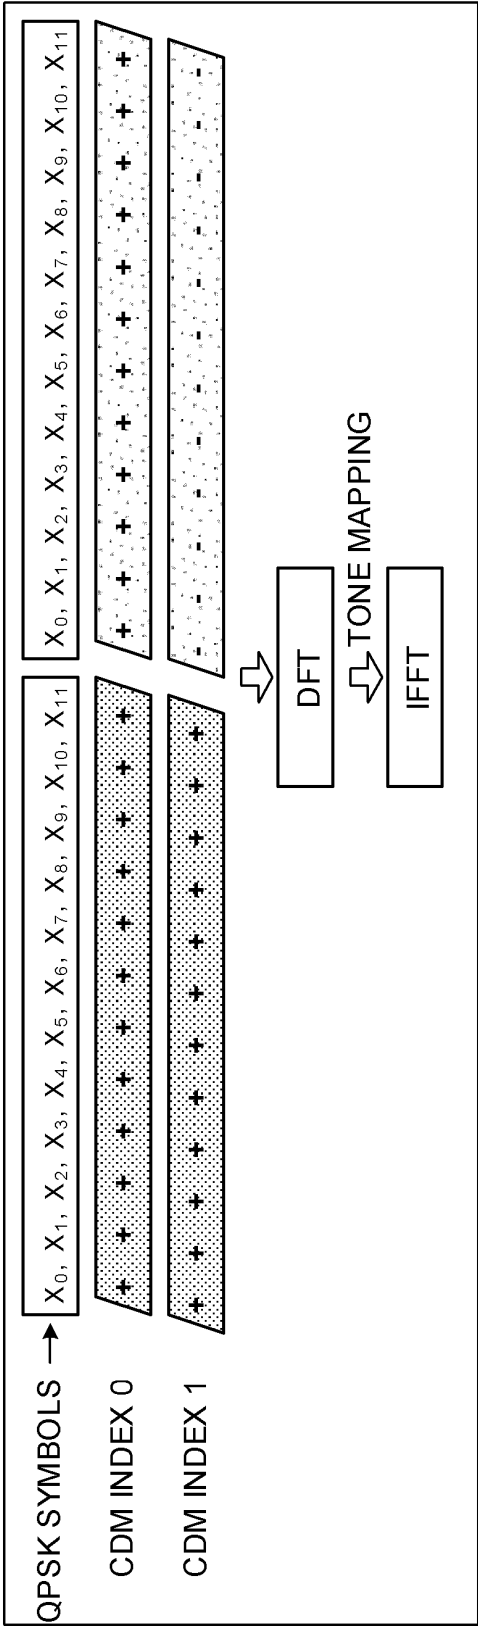 QPSK SYMBOLS → X₀, X₁, X₂, X₃, X₄, X₅, X₆, X₇, X₈, X₉, X₁₀, X₁₁ X₀, X₁, X₂, X₃, X₄, X₅, X₆, X₇, X₈, X₉, X₁₀, X₁₁
CDM INDEX 0 + + + + + + + + + + + + + + + + + + + + + + + +
CDM INDEX 1 + + + + + + + + + + + + - - - - - - - - - - - -
DFT
TONE MAPPING
IFFT